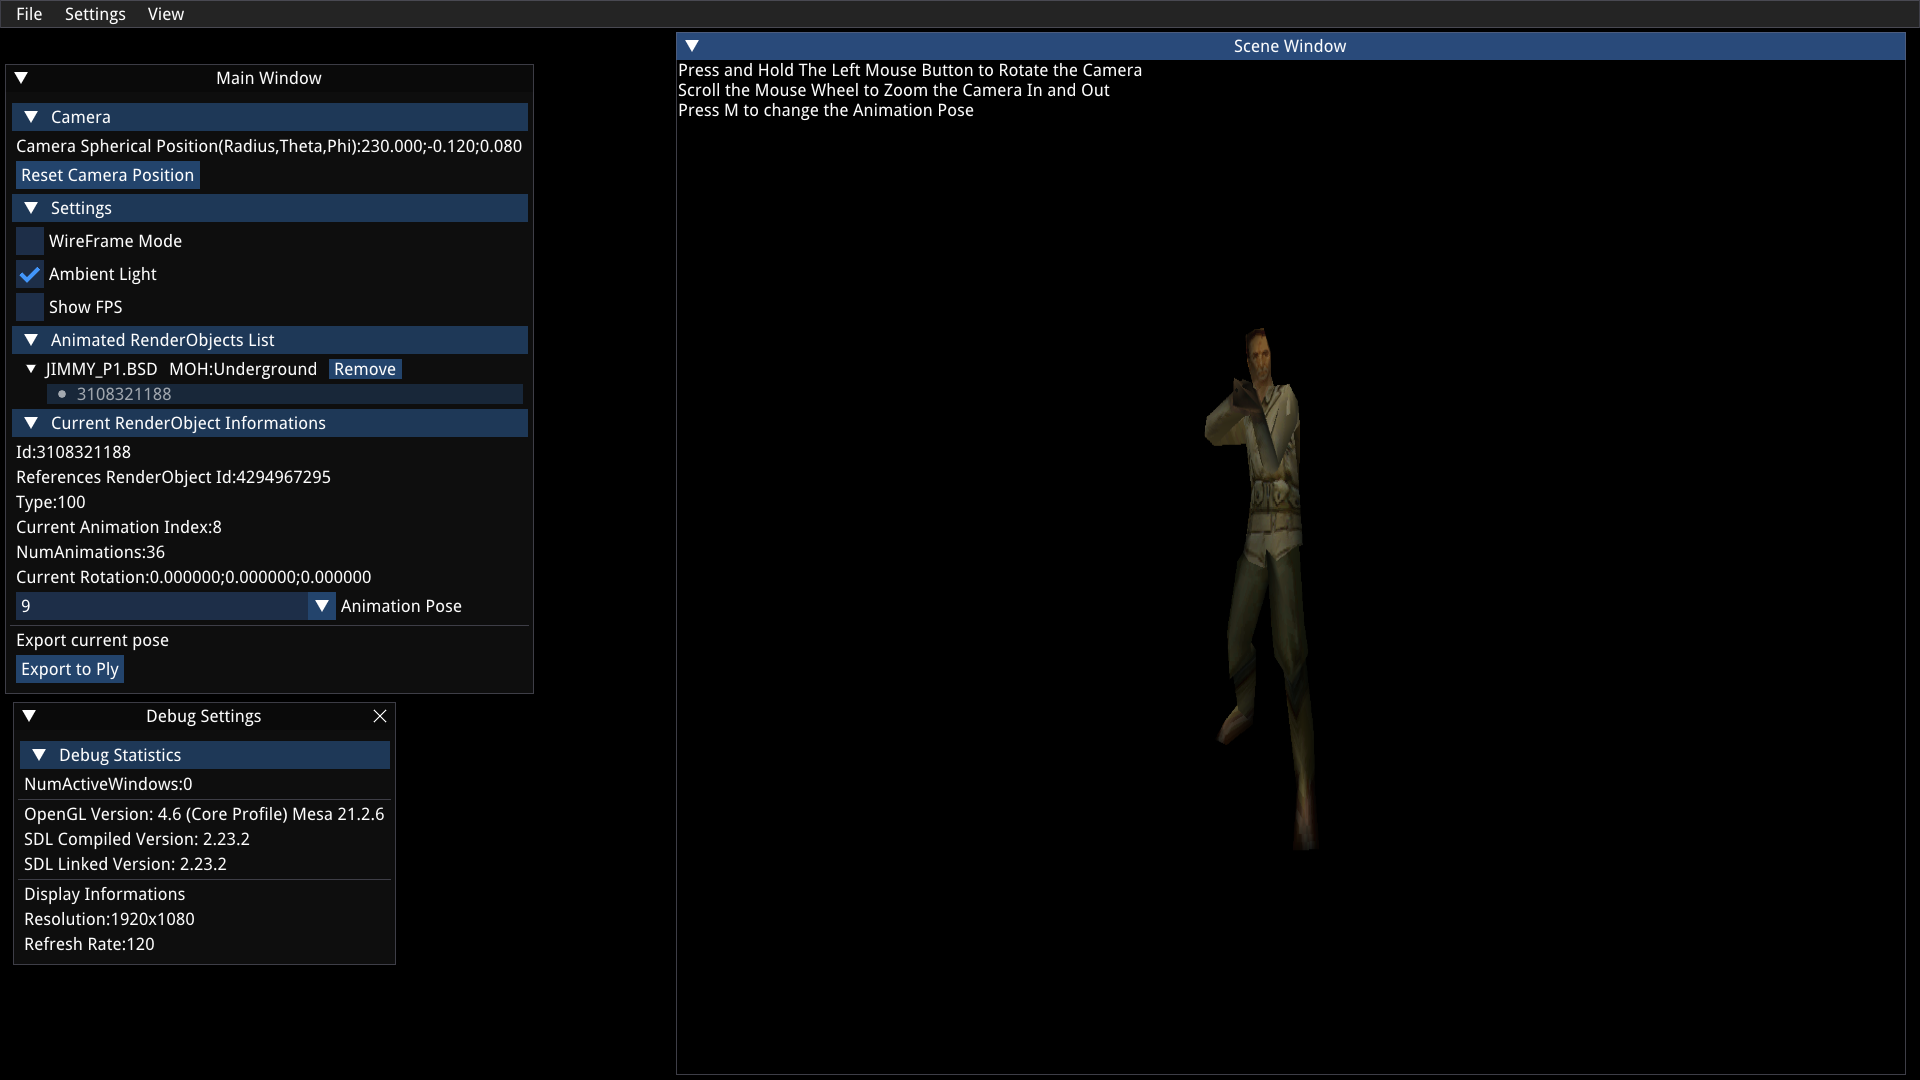 File Settings View
Main Window
Camera
Camera Spherical Position(Radius,Theta,Phi):230.000;-0.120;0.080
Reset Camera Position
Settings
WireFrame Mode
Ambient Light
Show FPS
Animated RenderObjects List
JIMMY_P1.BSD MOH:Underground Remove
3108321188
Current RenderObject Informations
Id:3108321188
References RenderObject Id:4294967295
Type:100
Current Animation Index:8
NumAnimations:36
Current Rotation:0.000000;0.000000;0.000000
9 Animation Pose
Export current pose
Export to Ply
Debug Settings
Debug Statistics
NumActiveWindows:0
OpenGL Version: 4.6 (Core Profile) Mesa 21.2.6
SDL Compiled Version: 2.23.2
SDL Linked Version: 2.23.2
Display Informations
Resolution:1920x1080
Refresh Rate:120
Scene Window
Press and Hold The Left Mouse Button to Rotate the Camera
Scroll the Mouse Wheel to Zoom the Camera In and Out
Press M to change the Animation Pose